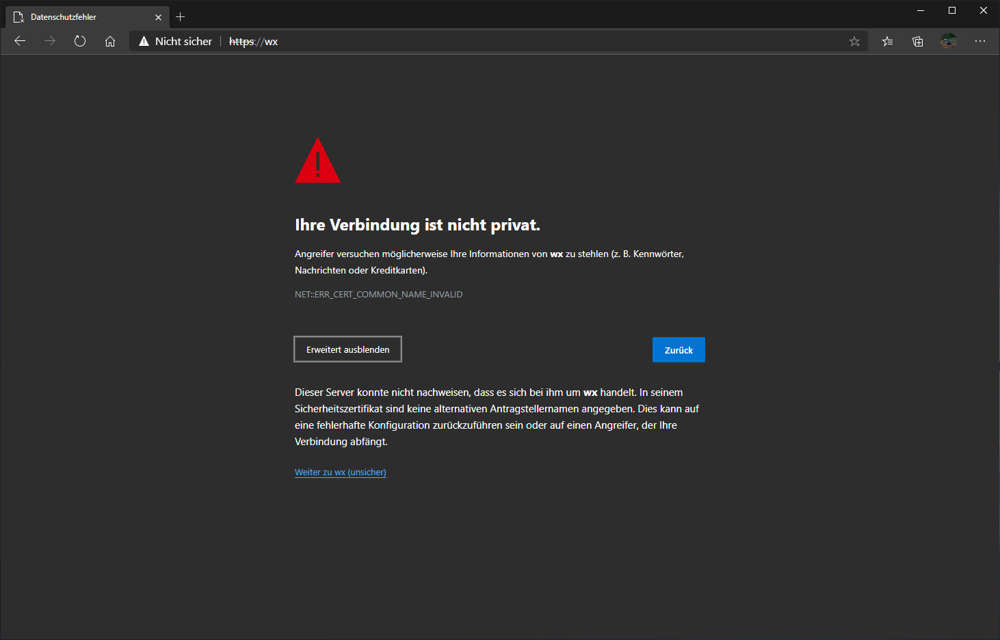 Datenschutzfehler
Nicht sicher https://wx
Ihre Verbindung ist nicht privat.
Angreifer versuchen möglicherweise Ihre Informationen von wx zu stehlen (z. B. Kennwörter,
Nachrichten oder Kreditkarten).
NET::ERR_CERT_COMMON_NAME_INVALID
Erweitert ausblenden
Zurück
Dieser Server konnte nicht nachweisen, dass es sich bei ihm um wx handelt. In seinem
Sicherheitszertifikat sind keine alternativen Antragstellernamen angegeben. Dies kann auf
eine fehlerhafte Konfiguration zurückzuführen sein oder auf einen Angreifer, der Ihre
Verbindung abfängt.
Weiter zu wx (unsicher)